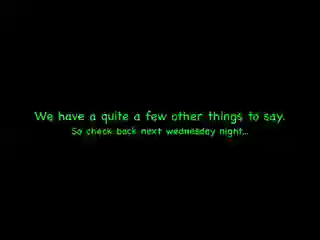 We have a quite a few other things to say.
So check back next wednesday night...